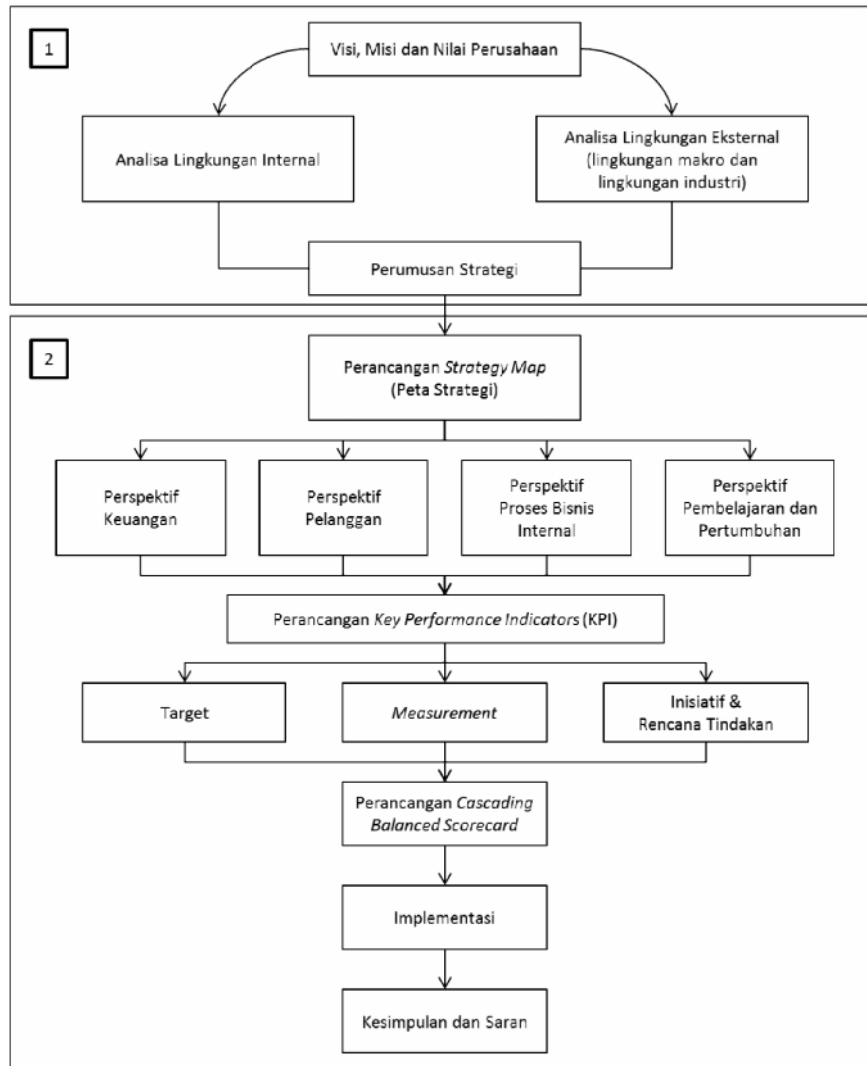 1
Visi, Misi dan Nilai Perusahaan
Analisa Lingkungan Internal
Analisa Lingkungan Eksternal
(lingkungan makro dan
lingkungan industri)
Perumusan Strategi
2
Perancangan Strategy Map
(Peta Strategi)
Perspektif
Keuangan
Perspektif
Pelanggan
Perspektif
Proses Bisnis
Internal
Perspektif
Pembelajaran dan
Pertumbuhan
Perancangan Key Performance Indicators (KPI)
Target
Measurement
Inisiatif &
Rencana Tindakan
Perancangan Cascading
Balanced Scorecard
Implementasi
Kesimpulan dan Saran